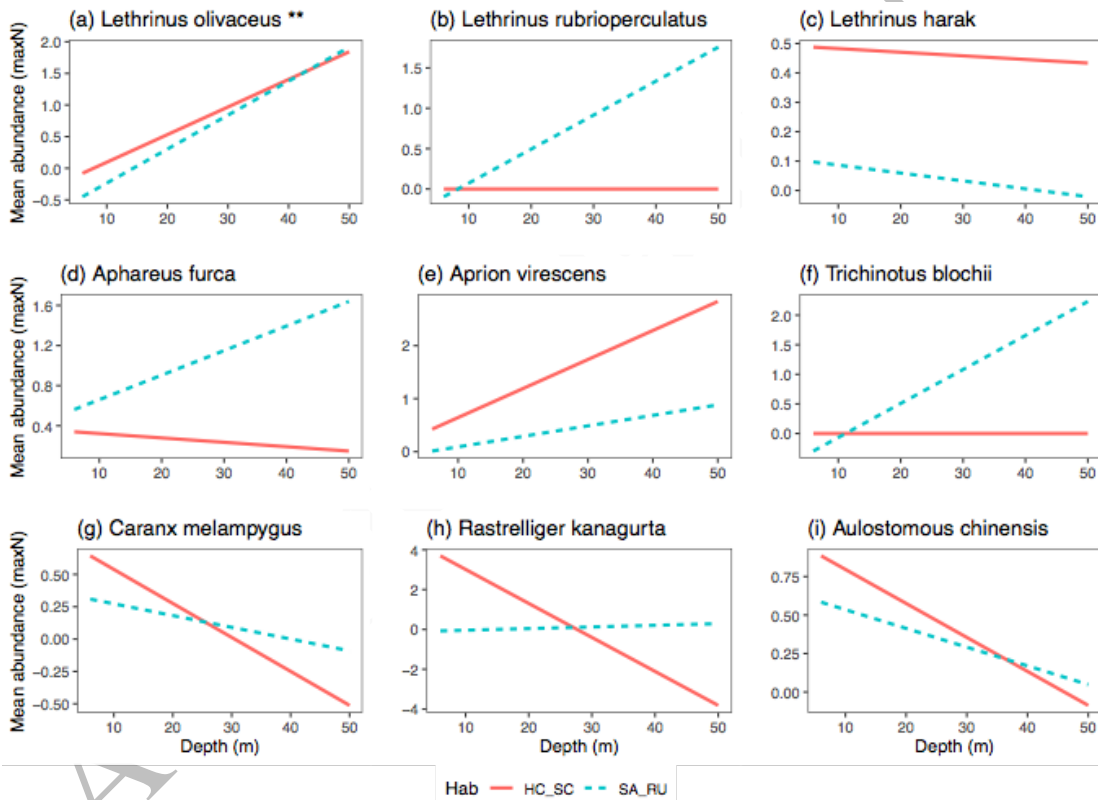 (a) Lethrinus olivaceus ** (b) Lethrinus rubrioperculatus (c) Lethrinus harak
Mean abundance (maxN)
2.0
1.5
1.0
0.5
0.0
−0.5
10 20 30 40 50
1.5
1.0
0.5
0.0
10 20 30 40 50
0.5
0.4
0.3
0.2
0.1
0.0
10 20 30 40 50
(d) Aphareus furca (e) Aprion virescens (f) Trichinotus blochii
Mean abundance (maxN)
1.6
1.2
0.8
0.4
10 20 30 40 50
2
1
0
10 20 30 40 50
2.0
1.5
1.0
0.5
0.0
10 20 30 40 50
(g) Caranx melampygus (h) Rastrelliger kanagurta (i) Aulostomous chinensis
Mean abundance (maxN)
0.50
0.25
0.00
−0.25
−0.50
10 20 30 40 50
Depth (m)
4
2
0
−2
−4
10 20 30 40 50
Depth (m)
0.75
0.50
0.25
0.00
10 20 30 40 50
Depth (m)
Hab HC_SC SA_RU